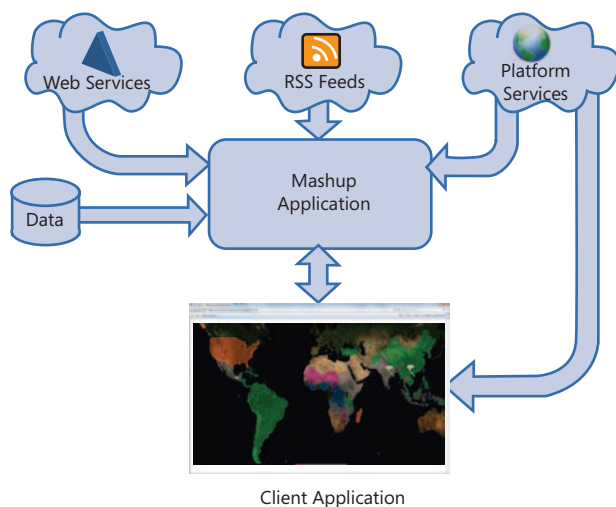 Web Services
RSS Feeds
Platform
Services
Mashup
Application
Data
Client Application